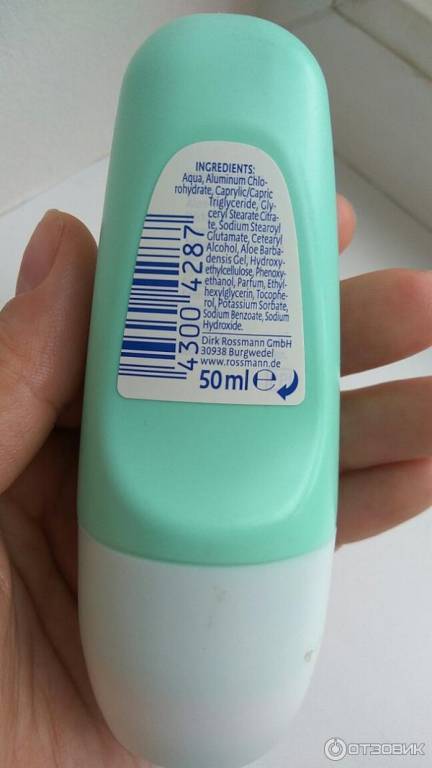 INGREDIENTS:
Aqua, Aluminum Chlo-
rohydrate, Caprylic/Capric
Triglyceride, Gly-
ceryl Stearate Citra-
te, Sodium Stearoyl
Glutamate, Cetearyl
Alcohol, Aloe Barba-
densis Gel, Hydroxy-
ethylcellulose, Phenoxy-
ethanol, Parfum, Ethyl-
hexylglycerin, Tocophe-
rol, Potassium Sorbate,
Sodium Benzoate, Sodium
Hydroxide.
Dirk Rossmann GmbH
30938 Burgwedel
www.rossmann.de
50 ml e
4300 4287
ОТЗОВИК